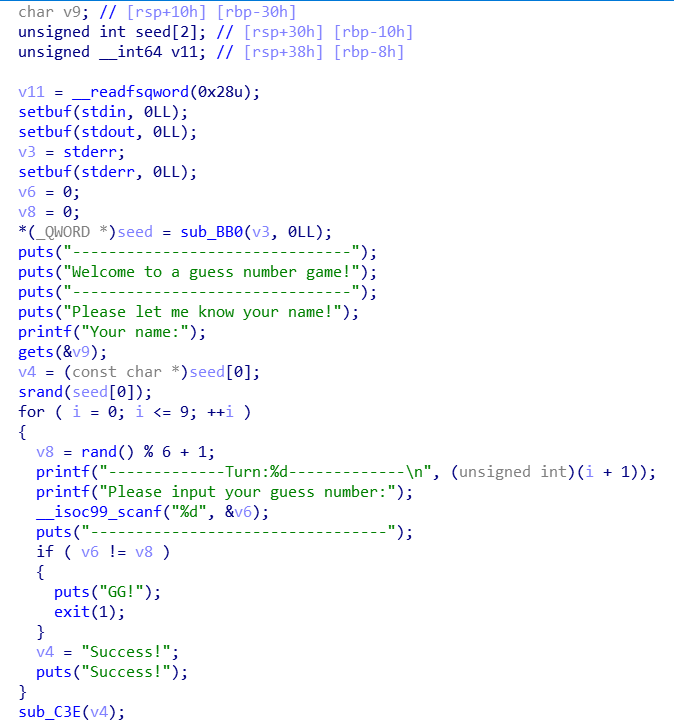 char v9; // [rsp+10h] [rbp-30h]
unsigned int seed[2]; // [rsp+30h] [rbp-10h]
unsigned __int64 v11; // [rsp+38h] [rbp-8h]

v11 = __readfsqword(0x28u);
setbuf(stdin, 0LL);
setbuf(stdout, 0LL);
v3 = stderr;
setbuf(stderr, 0LL);
v6 = 0;
v8 = 0;
*(_QWORD *)seed = sub_BB0(v3, 0LL);
puts("-------------------------------");
puts("Welcome to a guess number game!");
puts("-------------------------------");
puts("Please let me know your name!");
printf("Your name:");
gets(&v9);
v4 = (const char *)seed[0];
srand(seed[0]);
for ( i = 0; i <= 9; ++i )
{
  v8 = rand() % 6 + 1;
  printf("-------------Turn:%d-------------\n", (unsigned int)(i + 1));
  printf("Please input your guess number:");
  __isoc99_scanf("%d", &v6);
  puts("---------------------------------");
  if ( v6 != v8 )
  {
    puts("GG!");
    exit(1);
  }
  v4 = "Success!";
  puts("Success!");
}
sub_C3E(v4);